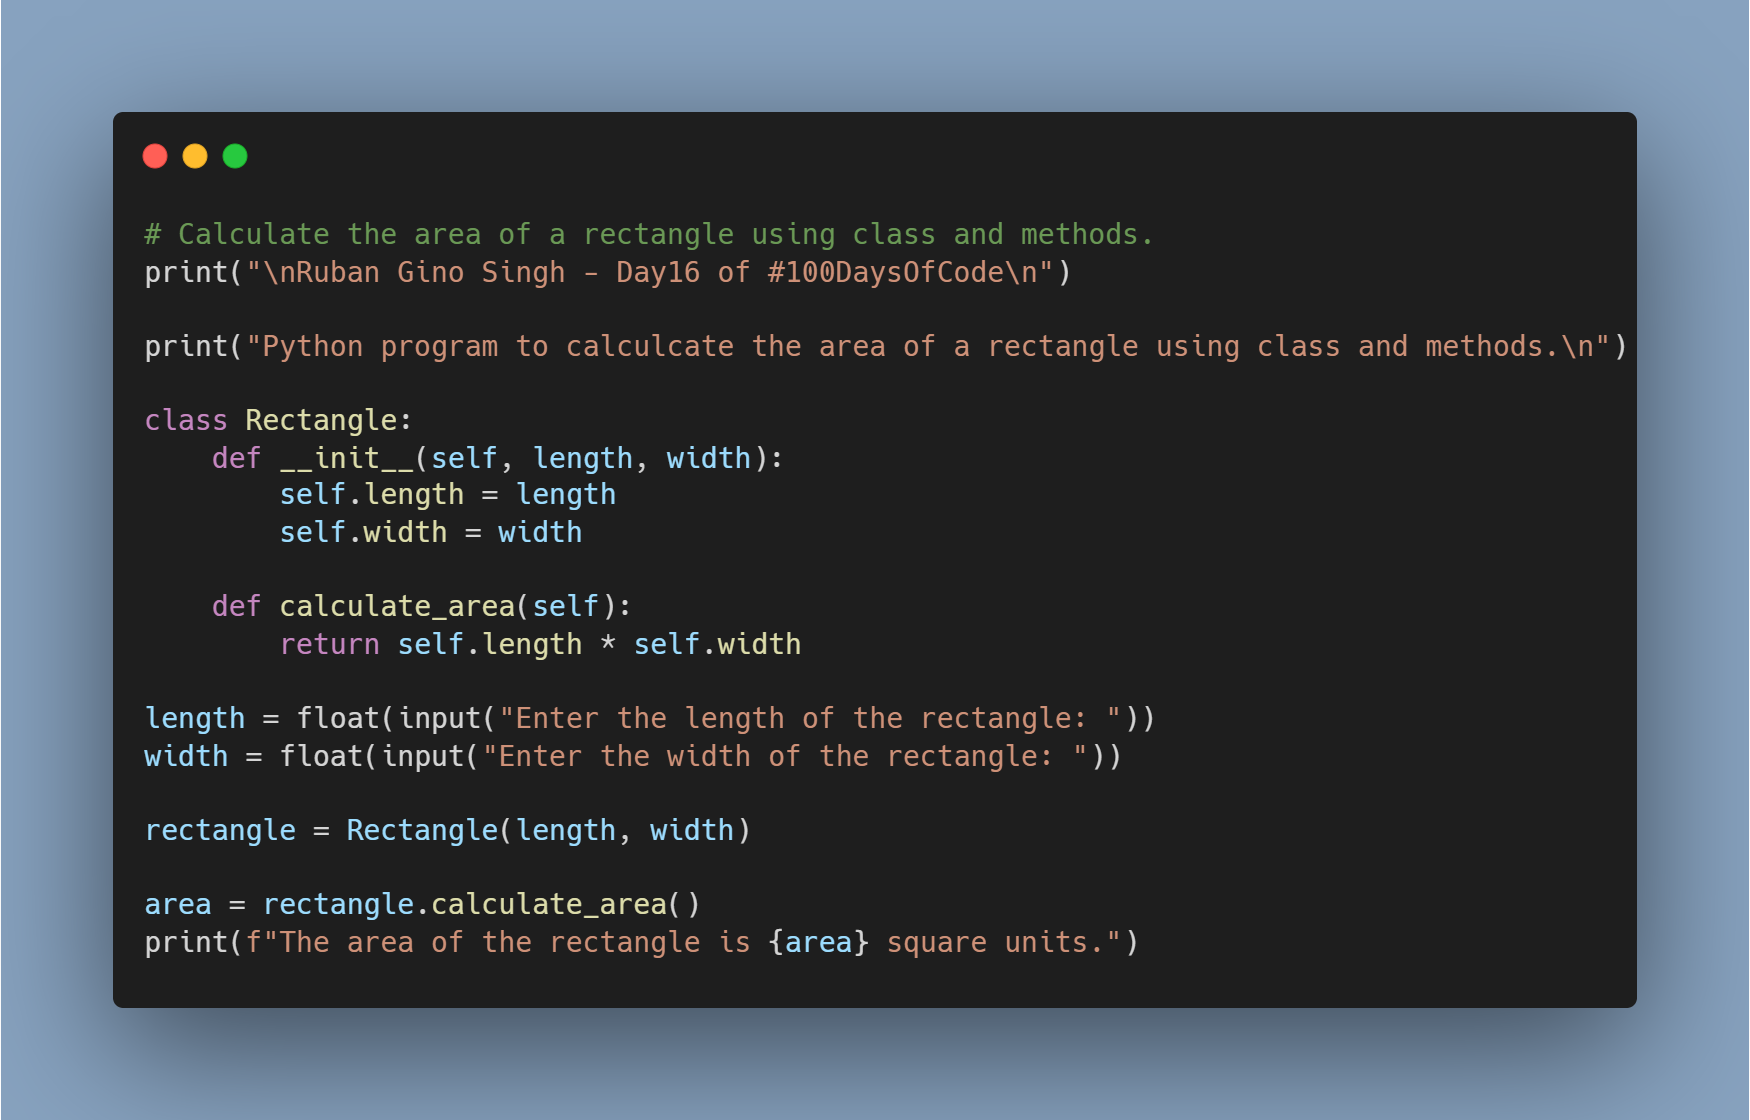 # Calculate the area of a rectangle using class and methods.
print("\nRuban Gino Singh - Day16 of #100DaysOfCode\n")

print("Python program to calculcate the area of a rectangle using class and methods.\n")

class Rectangle:
    def __init__(self, length, width):
        self.length = length
        self.width = width

    def calculate_area(self):
        return self.length * self.width

length = float(input("Enter the length of the rectangle: "))
width = float(input("Enter the width of the rectangle: "))

rectangle = Rectangle(length, width)

area = rectangle.calculate_area()
print(f"The area of the rectangle is {area} square units.")